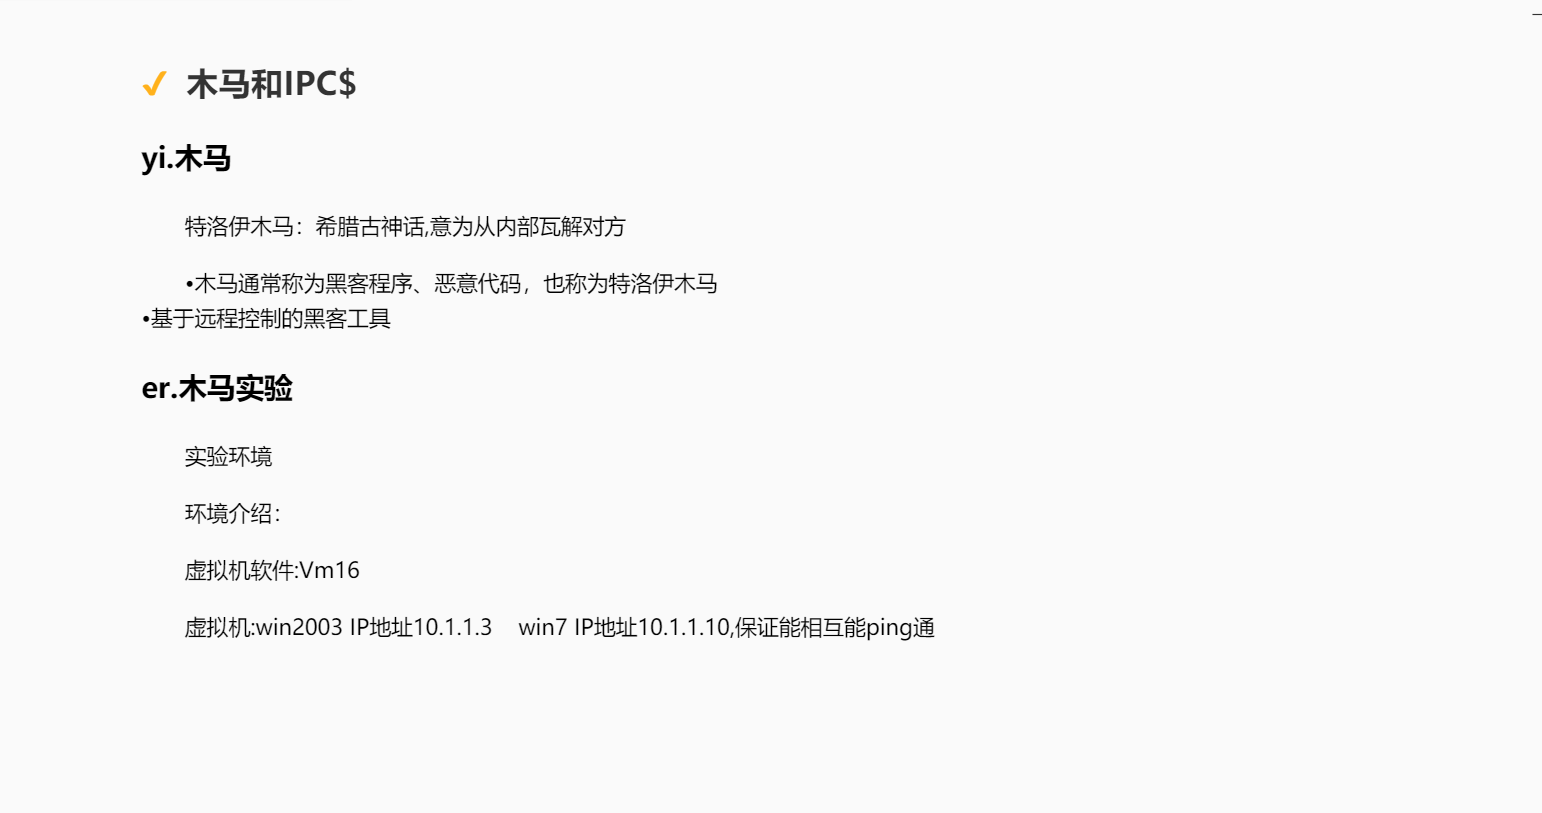 ✓ 木马和IPC$
yi.木马
特洛伊木马：希腊古神话,意为从内部瓦解对方
•木马通常称为黑客程序、恶意代码，也称为特洛伊木马
•基于远程控制的黑客工具
er.木马实验
实验环境
环境介绍：
虚拟机软件:Vm16
虚拟机:win2003 IP地址10.1.1.3    win7 IP地址10.1.1.10,保证能相互能ping通